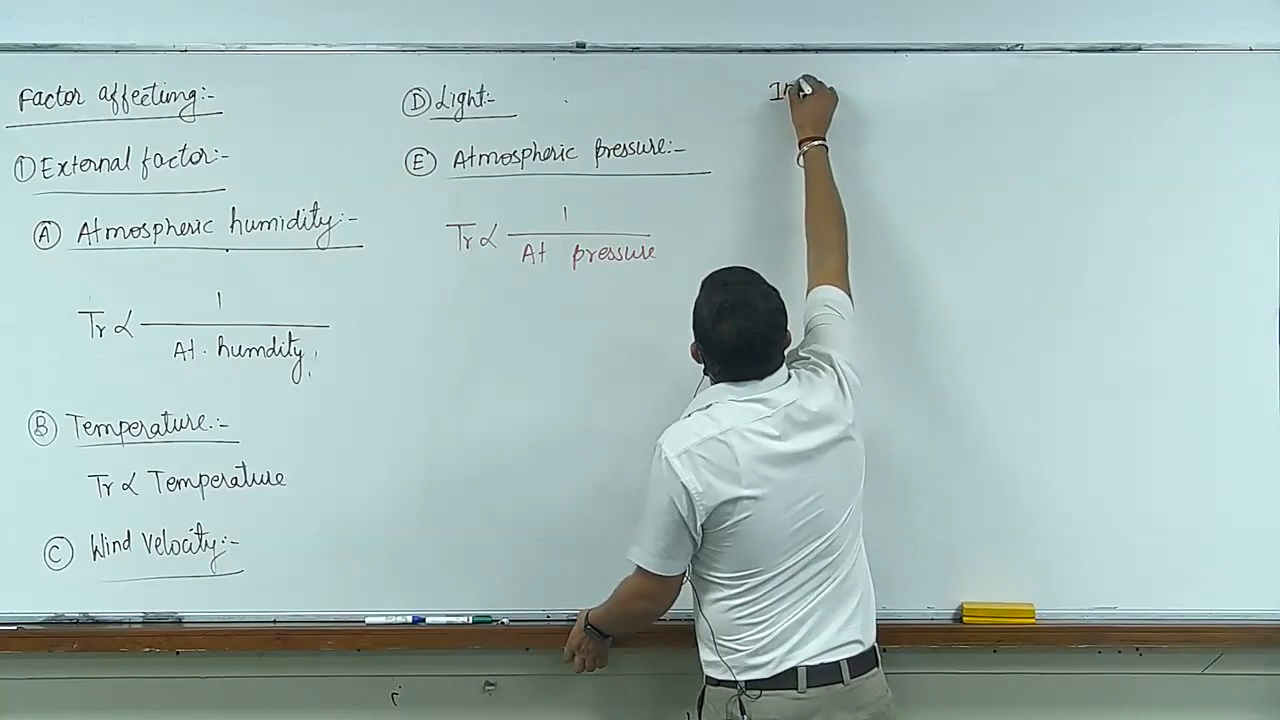 Factor affecting:-
① External factor:-
Ⓐ Atmospheric humidity:-
Tr ∝ 1
At. humdity
Ⓑ Temperature:-
Tr ∝ Temperature
Ⓒ Wind Velocity:-
Ⓓ Light:-
Ⓔ Atmospheric pressure:-
Tr ∝ 1
At pressure